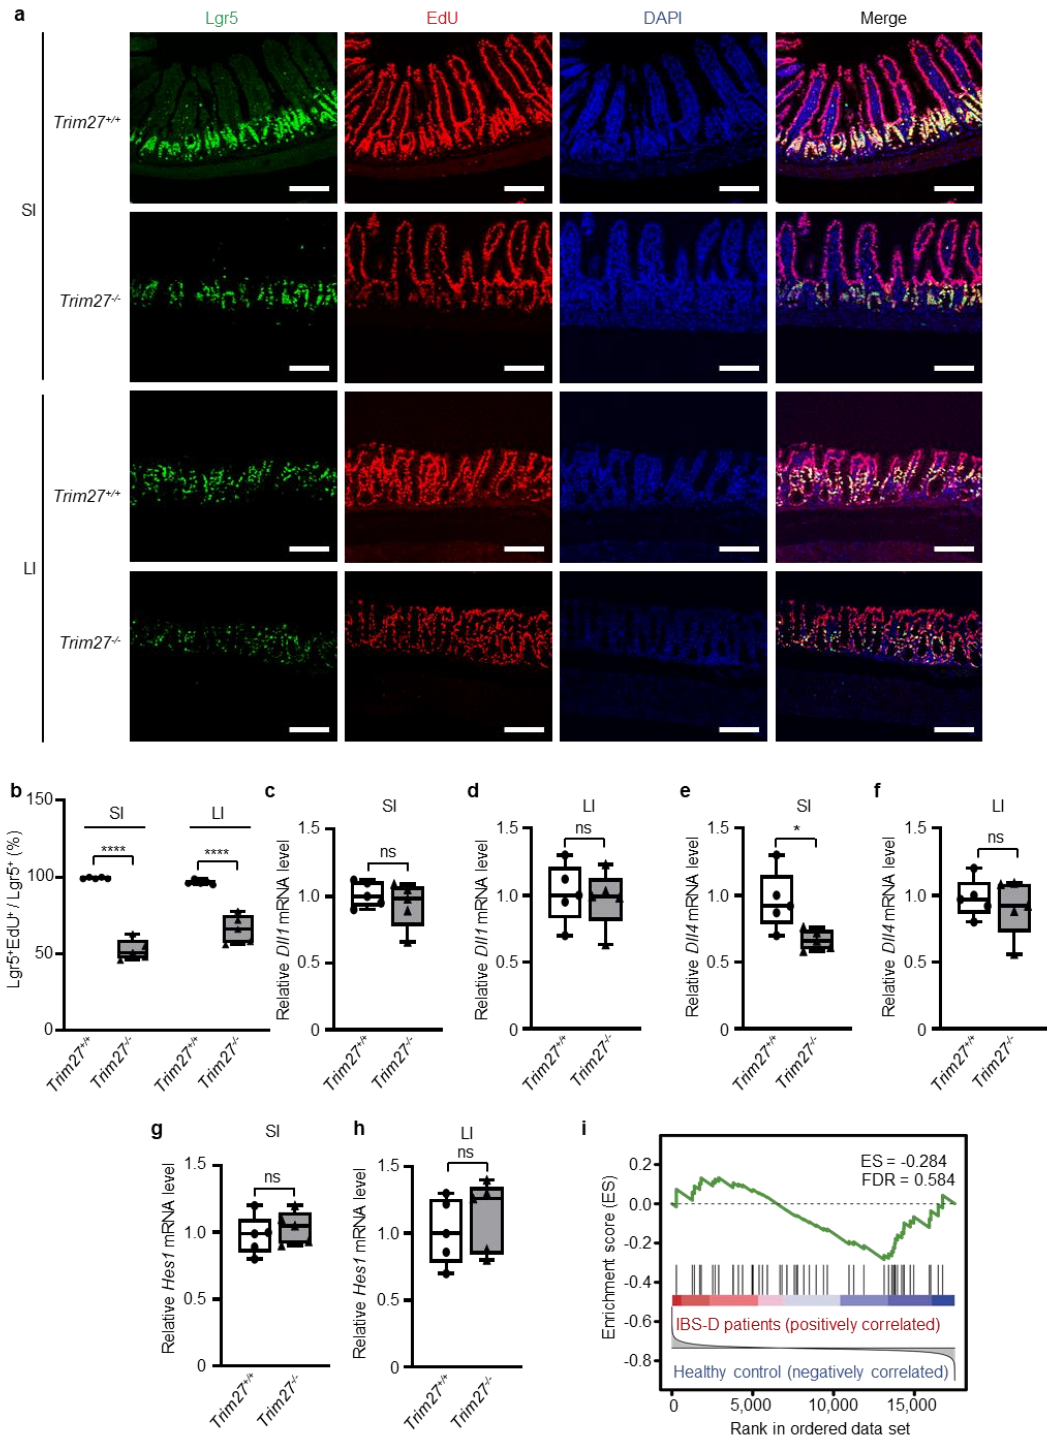 a
Lgr5 EdU DAPI Merge
SI
Trim27+/+
Trim27-/-
LI
Trim27+/+
Trim27-/-
b
Lgr5+EdU+ / Lgr5+ (%)
150
100
50
0
SI LI
**** ****
Trim27+/+ Trim27-/- Trim27+/+ Trim27-/-
c
SI
Relative Dll1 mRNA level
1.5
1.0
0.5
0
ns
Trim27+/+ Trim27-/-
d
LI
Relative Dll1 mRNA level
1.5
1.0
0.5
0
ns
Trim27+/+ Trim27-/-
e
SI
Relative Dll4 mRNA level
1.5
1.0
0.5
0
*
Trim27+/+ Trim27-/-
f
LI
Relative Dll4 mRNA level
1.5
1.0
0.5
0
ns
Trim27+/+ Trim27-/-
g
SI
Relative Hes1 mRNA level
1.5
1.0
0.5
0
ns
Trim27+/+ Trim27-/-
h
LI
Relative Hes1 mRNA level
1.5
1.0
0.5
0
ns
Trim27+/+ Trim27-/-
i
Enrichment score (ES)
0.2
0.0
-0.2
-0.4
-0.6
-0.8
ES = -0.284
FDR = 0.584
IBS-D patients (positively correlated)
Healthy control (negatively correlated)
0 5,000 10,000 15,000
Rank in ordered data set